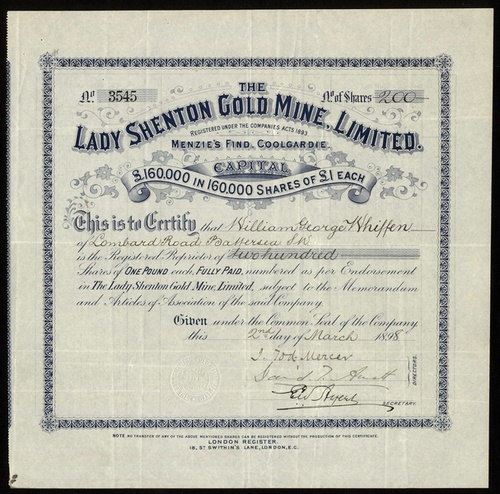 No. 3545
THE
No. of Shares 200
LADY SHENTON GOLD MINE, LIMITED.
REGISTERED UNDER THE COMPANIES ACTS 1893.
MENZIE'S FIND, COOLGARDIE.
CAPITAL
£160,000 IN 160,000 SHARES OF £1 EACH
This is to Certify that William George Whiffen
of Lombard Road Battersea S.W.
is the Registered Proprietor of two hundred
Shares of ONE POUND each, FULLY PAID, numbered as per Endorsement
in The Lady Shenton Gold Mine, Limited, subject to the Memorandum
and Articles of Association of the said Company.
Given under the Common Seal of the Company,
this 2nd day of March 1898
J. Tod Mercer
DIRECTORS.
David
Ed Ayers
SECRETARY.
NOTE, NO TRANSFER OF ANY OF THE ABOVE MENTIONED SHARES CAN BE REGISTERED WITHOUT THE PRODUCTION OF THIS CERTIFICATE.
LONDON REGISTER,
18, ST SWITHIN'S LANE, LONDON, E.C.